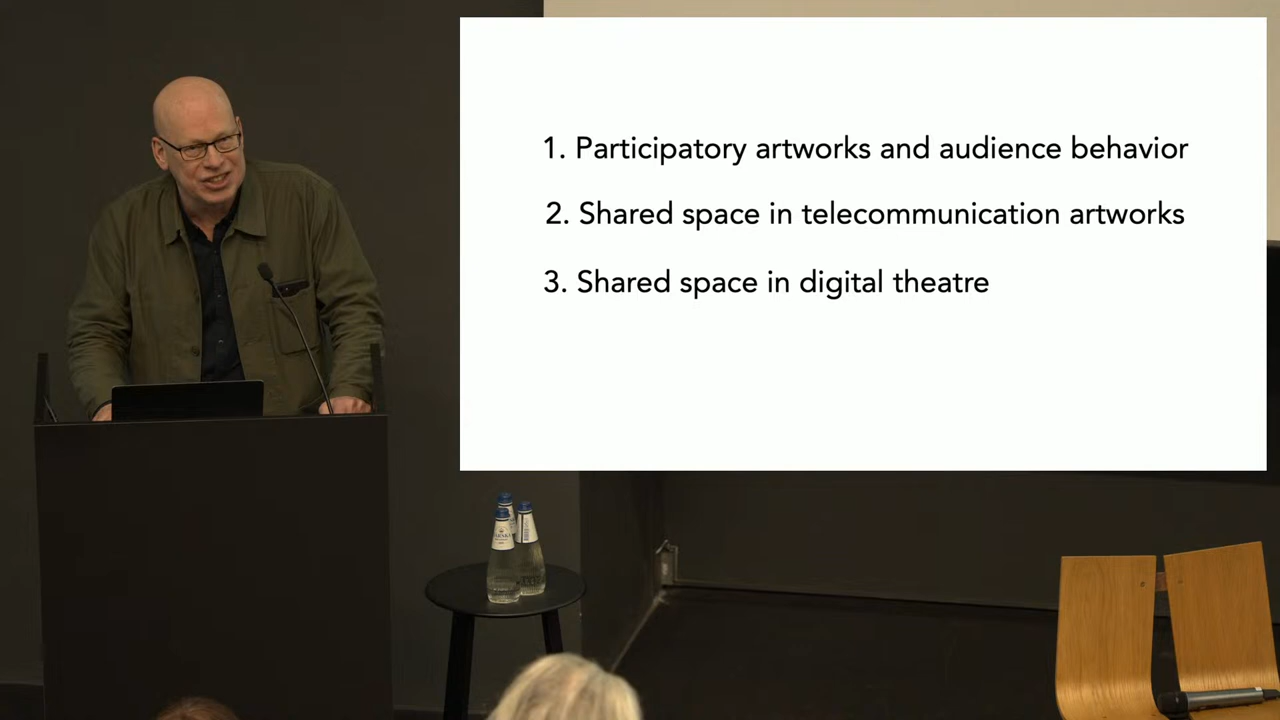 1. Participatory artworks and audience behavior
2. Shared space in telecommunication artworks
3. Shared space in digital theatre